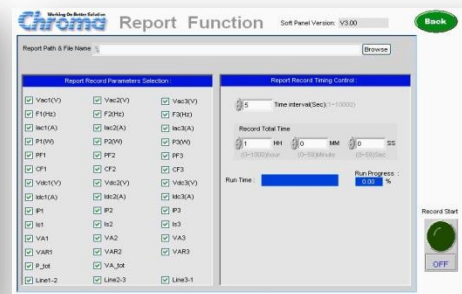 Working On Better Solution
Chroma Report Function Soft Panel Version: V3.00 Back
Report Path & File Name Browse
Report Record Parameters Selection :
Vac1(V) Vac2(V) Vac3(V)
F1(Hz) F2(Hz) F3(Hz)
Iac1(A) Iac2(A) Iac3(A)
P1(W) P2(W) P3(W)
PF1 PF2 PF3
CF1 CF2 CF3
Vdc1(V) Vdc2(V) Vdc3(V)
Idc1(A) Idc2(A) Idc3(A)
IP1 IP2 IP3
Is1 Is2 Is3
VA1 VA2 VA3
VAR1 VAR2 VAR3
P_tot VA_tot
Line1-2 Line2-3 Line3-1
Report Record Timing Control :
5 Time interval(Sec)(1~10000)
Record Total Time
1 HH 0 MM 0 SS
(0~1000)hour (0~59)Minute (0~59)Sec
Run Time : Run Progress :
0.00 %
Record Start
OFF